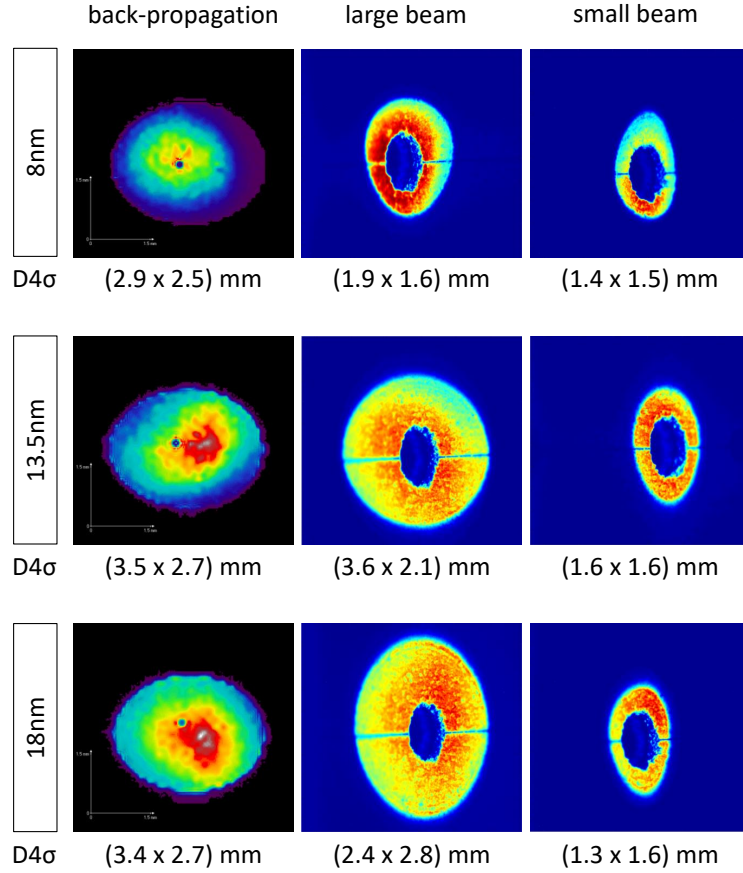 back-propagation large beam small beam
8nm
D4σ (2.9 x 2.5) mm (1.9 x 1.6) mm (1.4 x 1.5) mm
13.5nm
D4σ (3.5 x 2.7) mm (3.6 x 2.1) mm (1.6 x 1.6) mm
18nm
D4σ (3.4 x 2.7) mm (2.4 x 2.8) mm (1.3 x 1.6) mm